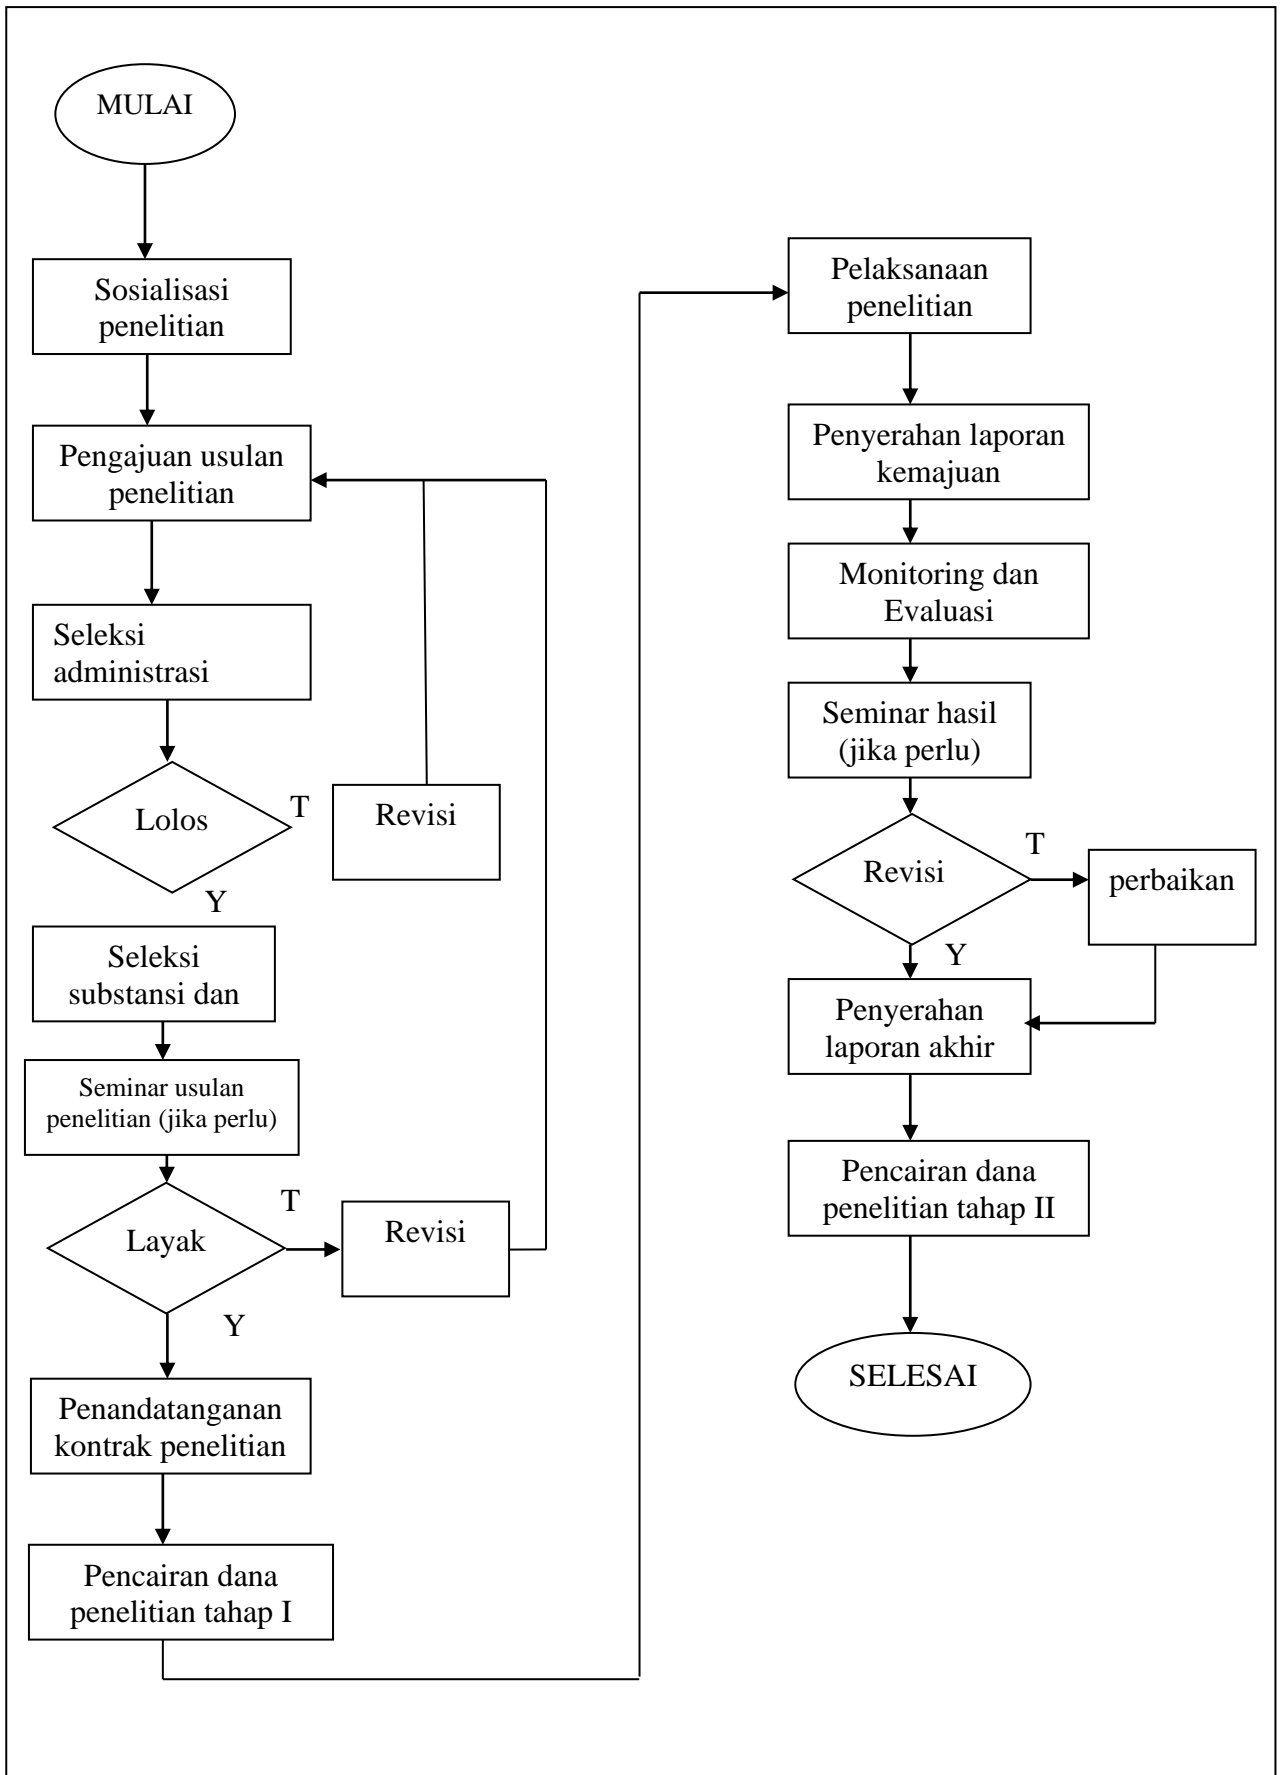 MULAI
Sosialisasi
penelitian
Pengajuan usulan
penelitian
Seleksi
administrasi
Lolos
T
Revisi
Y
Seleksi
substansi dan
Seminar usulan
penelitian (jika perlu)
Layak
T
Revisi
Y
Penandatanganan
kontrak penelitian
Pencairan dana
penelitian tahap I
Pelaksanaan
penelitian
Penyerahan laporan
kemajuan
Monitoring dan
Evaluasi
Seminar hasil
(jika perlu)
Revisi
T
perbaikan
Y
Penyerahan
laporan akhir
Pencairan dana
penelitian tahap II
SELESAI